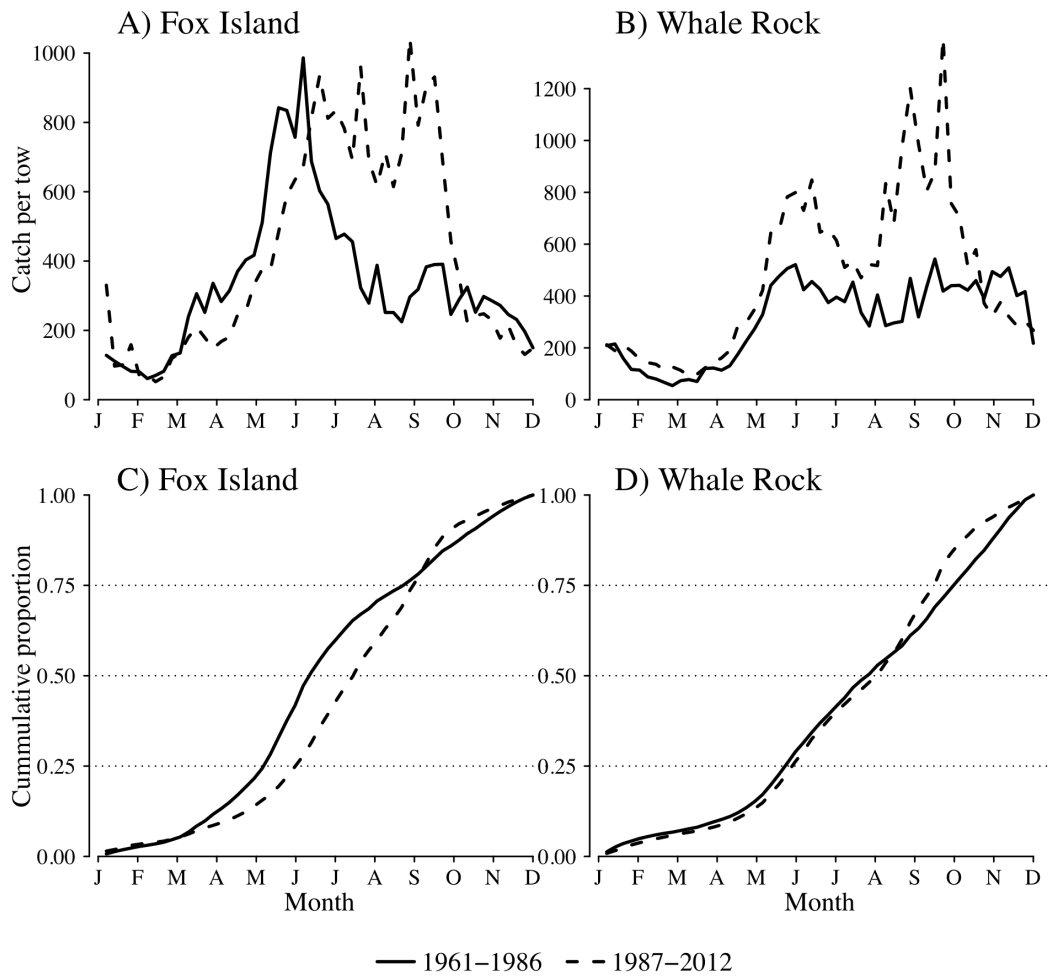 A) Fox Island
B) Whale Rock
Catch per tow
1000
800
600
400
200
0
J F M A M J J A S O N D
1200
1000
800
600
400
200
0
J F M A M J J A S O N D
C) Fox Island
D) Whale Rock
Cummulative proportion
1.00
0.75
0.50
0.25
0.00
J F M A M J J A S O N D
Month
1.00
0.75
0.50
0.25
0.00
J F M A M J J A S O N D
Month
1961−1986 1987−2012